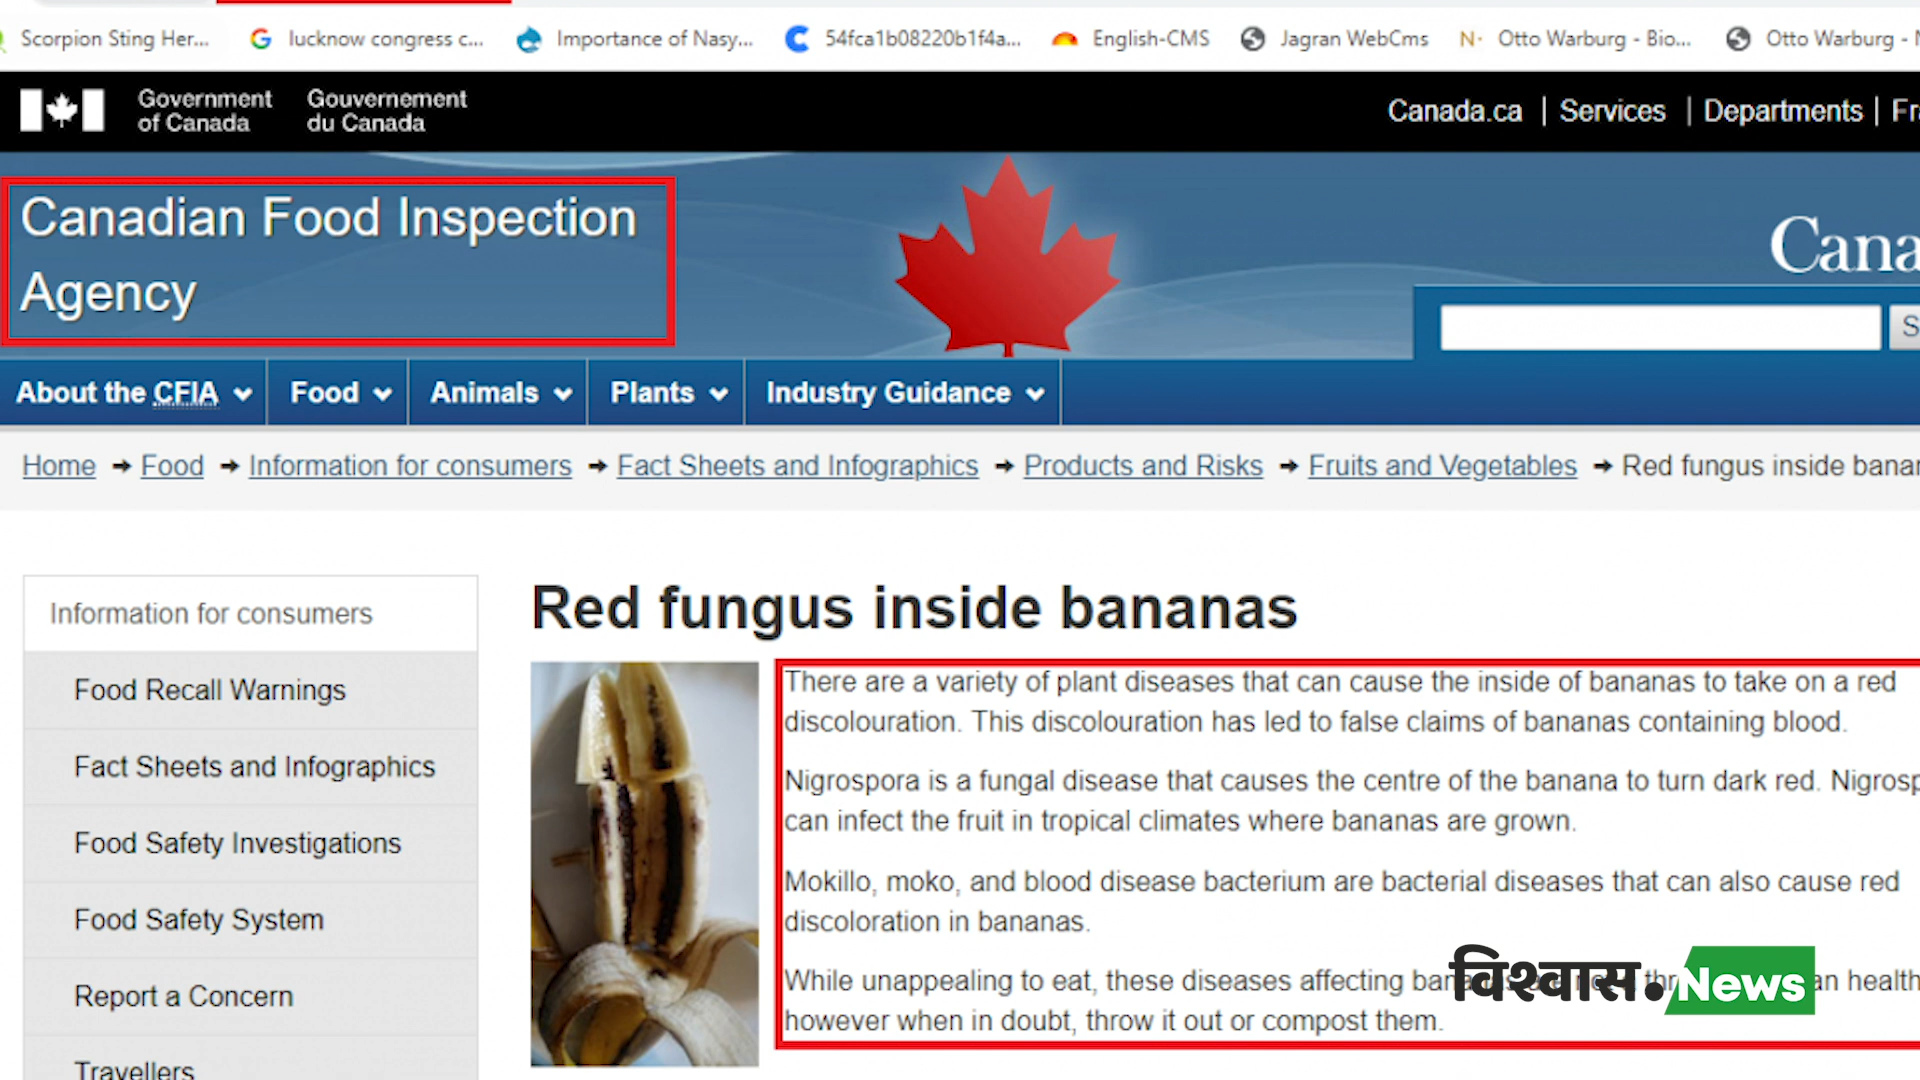 Scorpion Sting Her...
lucknow congress c...
Importance of Nasy...
54fca1b08220b1f4a...
English-CMS
Jagran WebCms
N·
Otto Warburg - Bio...
Otto Warburg -
Government of Canada
Gouvernement du Canada
Canada.ca | Services | Departments |
Canadian Food Inspection
Agency
About the CFIA
Food
Animals
Plants
Industry Guidance
Home → Food → Information for consumers → Fact Sheets and Infographics → Products and Risks → Fruits and Vegetables → Red fungus inside
Information for consumers
Food Recall Warnings
Fact Sheets and Infographics
Food Safety Investigations
Food Safety System
Report a Concern
Travellers
Red fungus inside bananas
There are a variety of plant diseases that can cause the inside of bananas to take on a red
discolouration. This discolouration has led to false claims of bananas containing blood.
Nigrospora is a fungal disease that causes the centre of the banana to turn dark red.
can infect the fruit in tropical climates where bananas are grown.
Mokillo, moko, and blood disease bacterium are bacterial diseases that can also cause red
discoloration in bananas.
While unappealing to eat, these diseases affecting health
however when in doubt, throw it out or compost them.
विश्वास.News